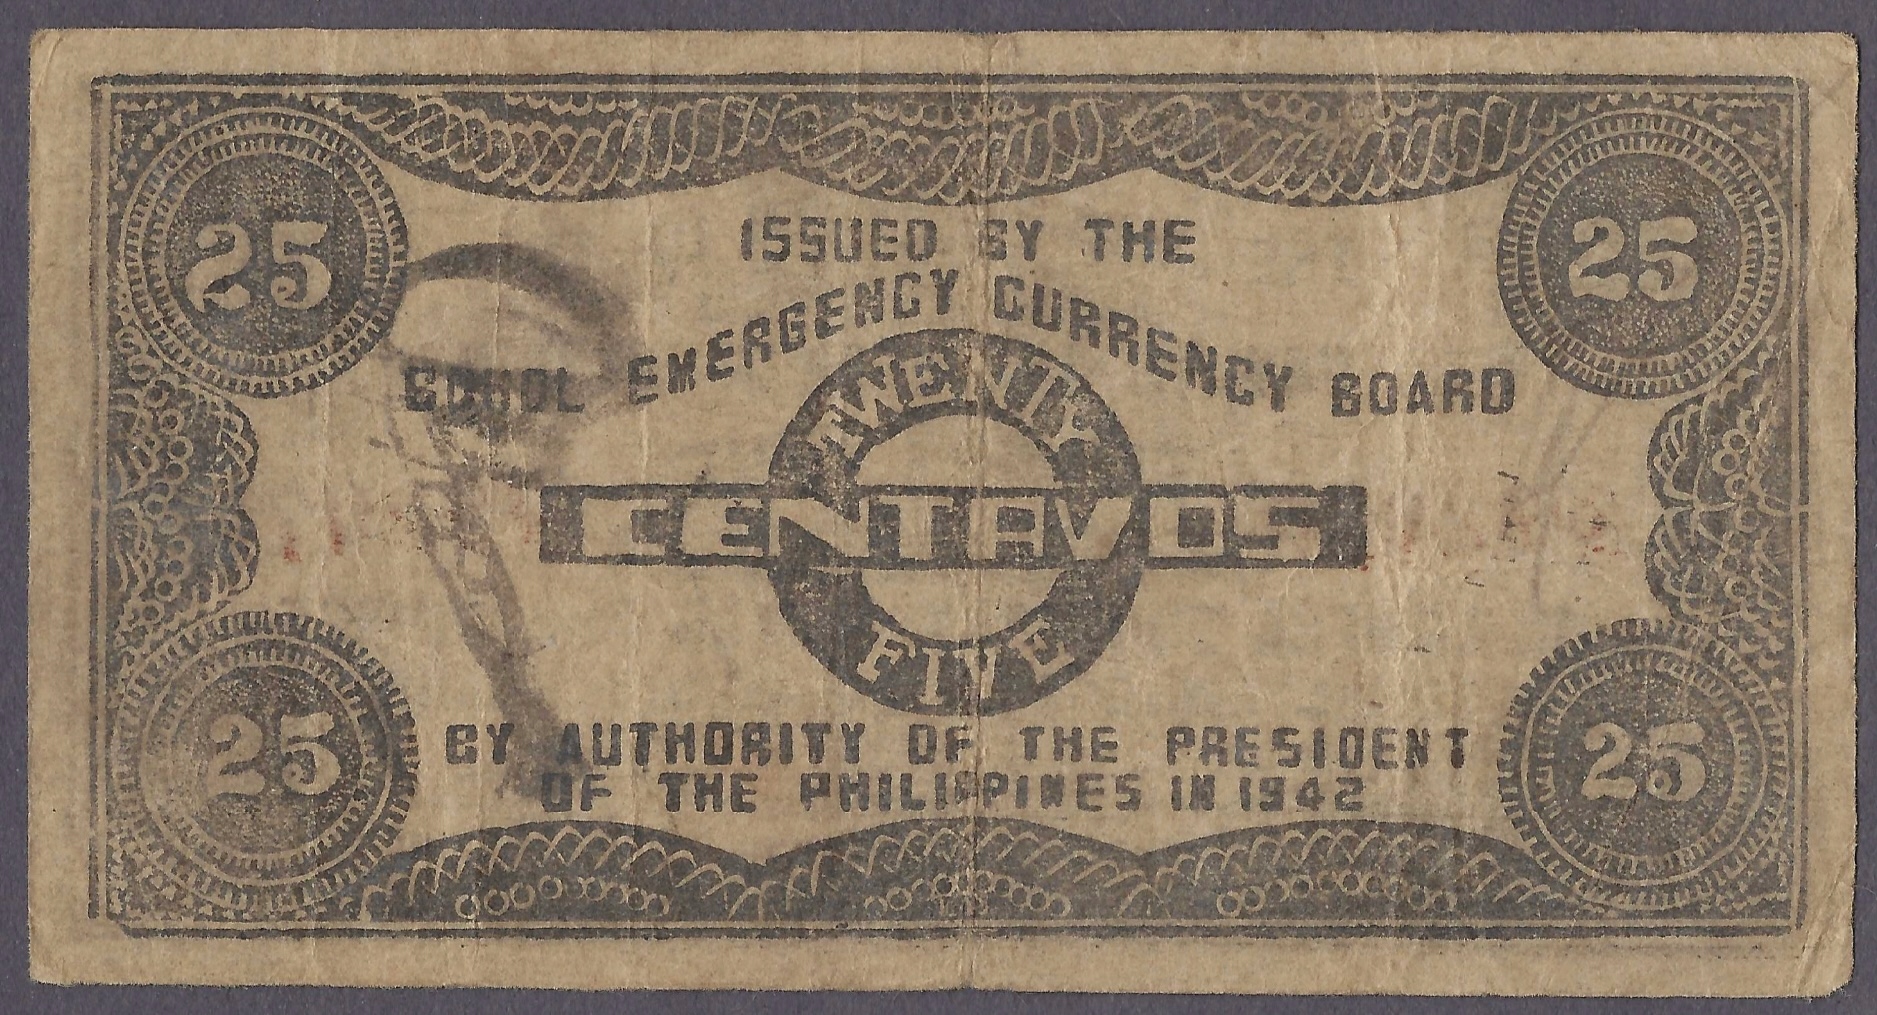 25
25
ISSUED BY THE
BOHOL EMERGENCY CURRENCY BOARD
TWENTY
CENTAVOS
FIVE
BY AUTHORITY OF THE PRESIDENT
OF THE PHILIPPINES IN 1942
25
25